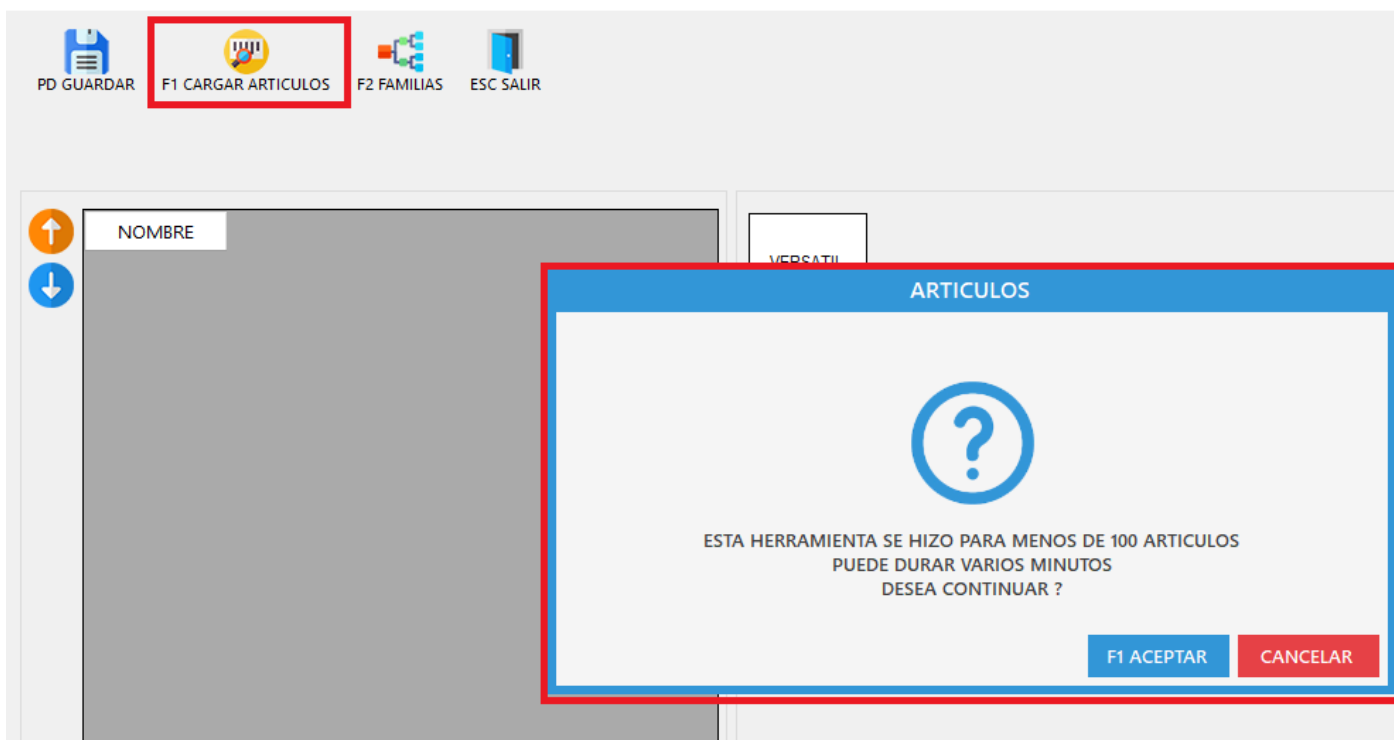 PD GUARDAR
F1 CARGAR ARTICULOS
F2 FAMILIAS
ESC SALIR
NOMBRE
VERSATIL
ARTICULOS
ESTA HERRAMIENTA SE HIZO PARA MENOS DE 100 ARTICULOS
PUEDE DURAR VARIOS MINUTOS
DESEA CONTINUAR ?
F1 ACEPTAR
CANCELAR